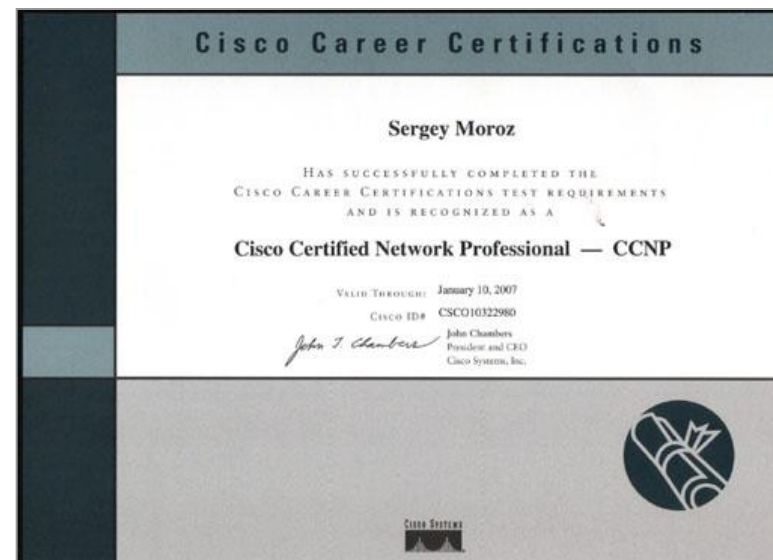 Cisco Career Certifications
Sergey Moroz
HAS SUCCESSFULLY COMPLETED THE
CISCO CAREER CERTIFICATIONS TEST REQUIREMENTS
AND IS RECOGNIZED AS A
Cisco Certified Network Professional — CCNP
VALID THROUGH: January 10, 2007
CISCO ID# CSCO10322980
John T. Chambers
John Chambers
President and CEO
Cisco Systems, Inc.
CISCO SYSTEMS